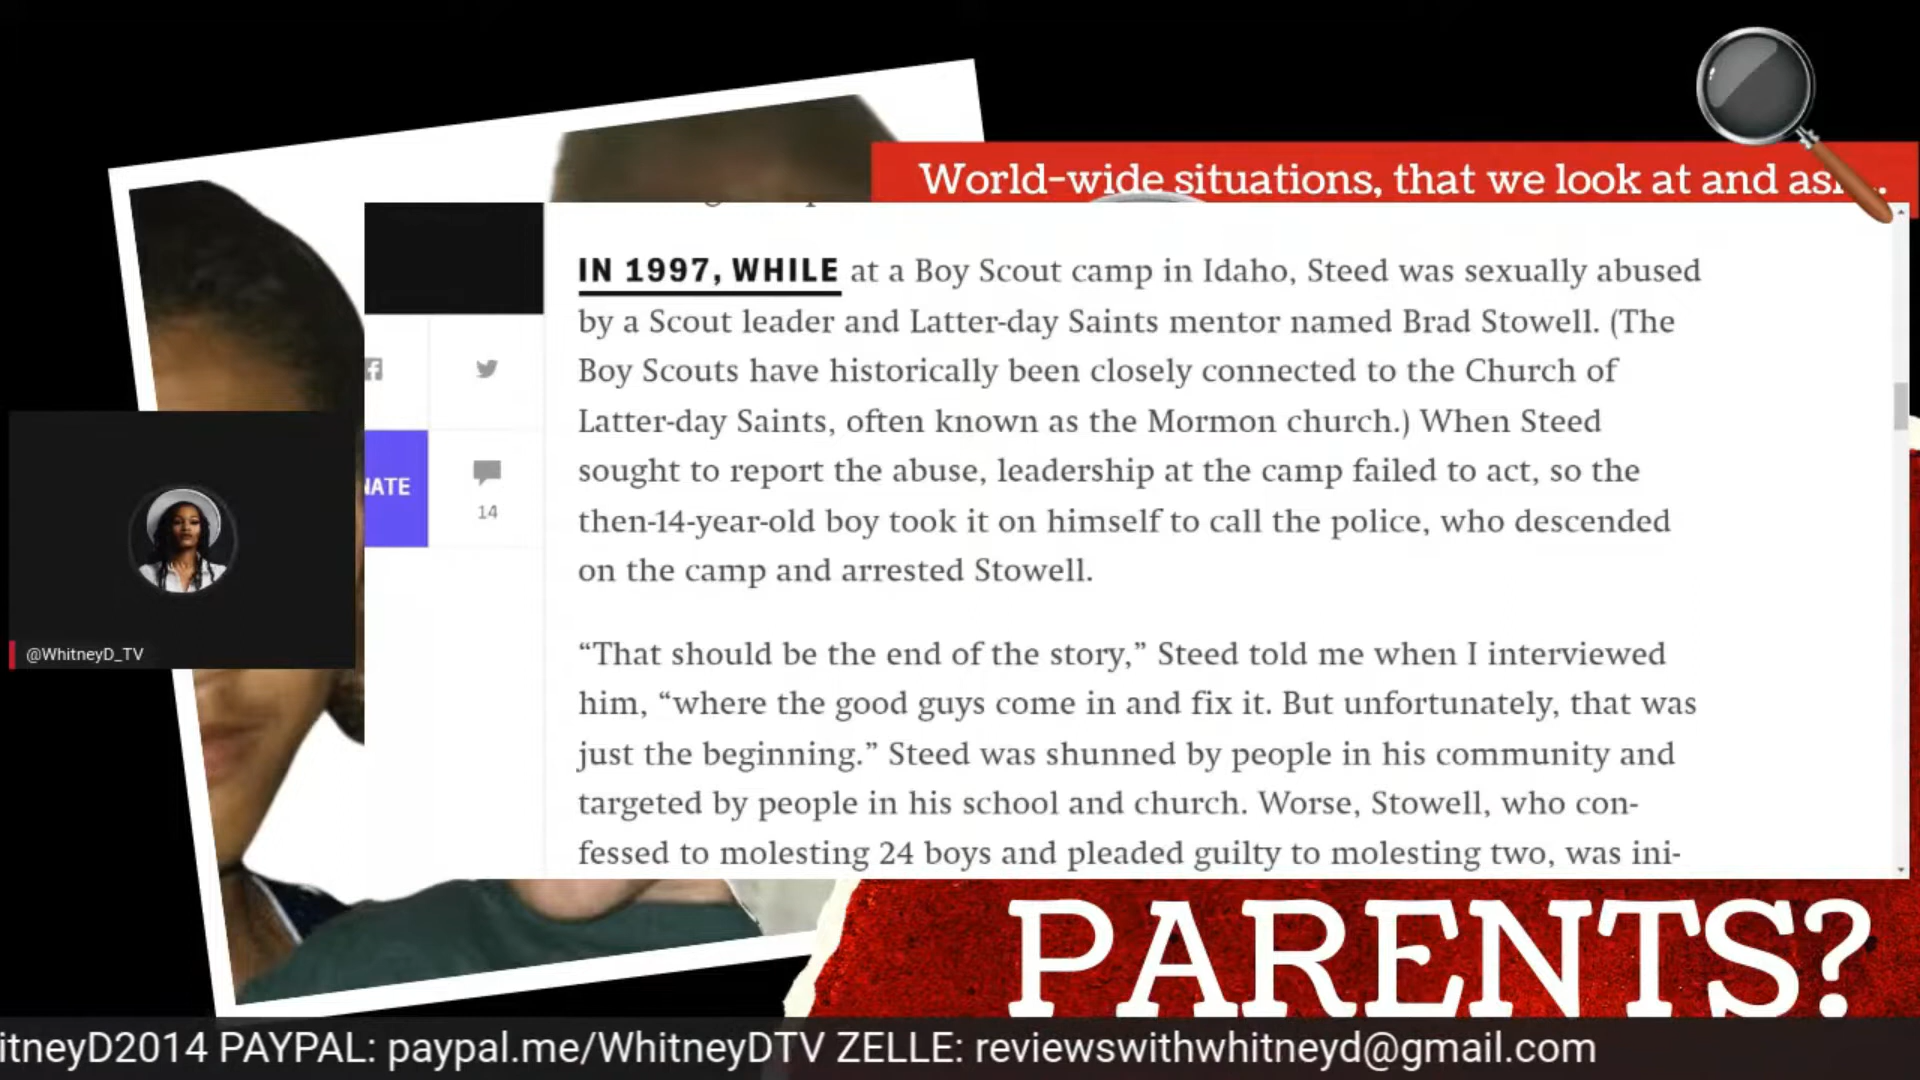 World-wide situations, that we look at and
IN 1997, WHILE at a Boy Scout camp in Idaho, Steed was sexually abused
by a Scout leader and Latter-day Saints mentor named Brad Stowell. (The
Boy Scouts have historically been closely connected to the Church of
Latter-day Saints, often known as the Mormon church.) When Steed
sought to report the abuse, leadership at the camp failed to act, so the
then-14-year-old boy took it on himself to call the police, who descended
on the camp and arrested Stowell.
“That should be the end of the story,” Steed told me when I interviewed
him, “where the good guys come in and fix it. But unfortunately, that was
just the beginning.” Steed was shunned by people in his community and
targeted by people in his school and church. Worse, Stowell, who con-
fessed to molesting 24 boys and pleaded guilty to molesting two, was ini-
NATE
14
@WhitneyD_TV
PARENTS?
itneyD2014 PAYPAL: paypal.me/WhitneyDTV ZELLE: reviewswithwhitneyd@gmail.com